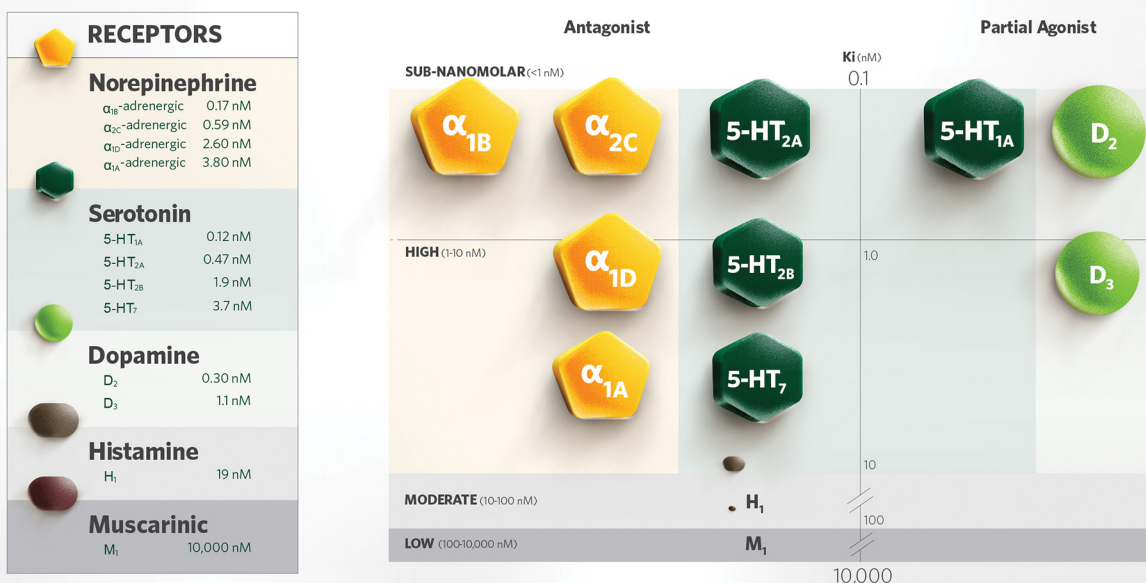 RECEPTORS
Norepinephrine
α1B-adrenergic 0.17 nM
α2C-adrenergic 0.59 nM
α1D-adrenergic 2.60 nM
α1A-adrenergic 3.80 nM
Serotonin
5-HT1A 0.12 nM
5-HT2A 0.47 nM
5-HT2B 1.9 nM
5-HT7 3.7 nM
Dopamine
D2 0.30 nM
D3 1.1 nM
Histamine
H1 19 nM
Muscarinic
M1 10,000 nM
Antagonist Partial Agonist
Ki (nM)
SUB-NANOMOLAR (<1 nM) 0.1
α1B α2C 5-HT2A 5-HT1A D2
HIGH (1-10 nM) 1.0
α1D 5-HT2B D3
α1A 5-HT7
10
MODERATE (10-100 nM) H1
100
LOW (100-10,000 nM) M1
10,000